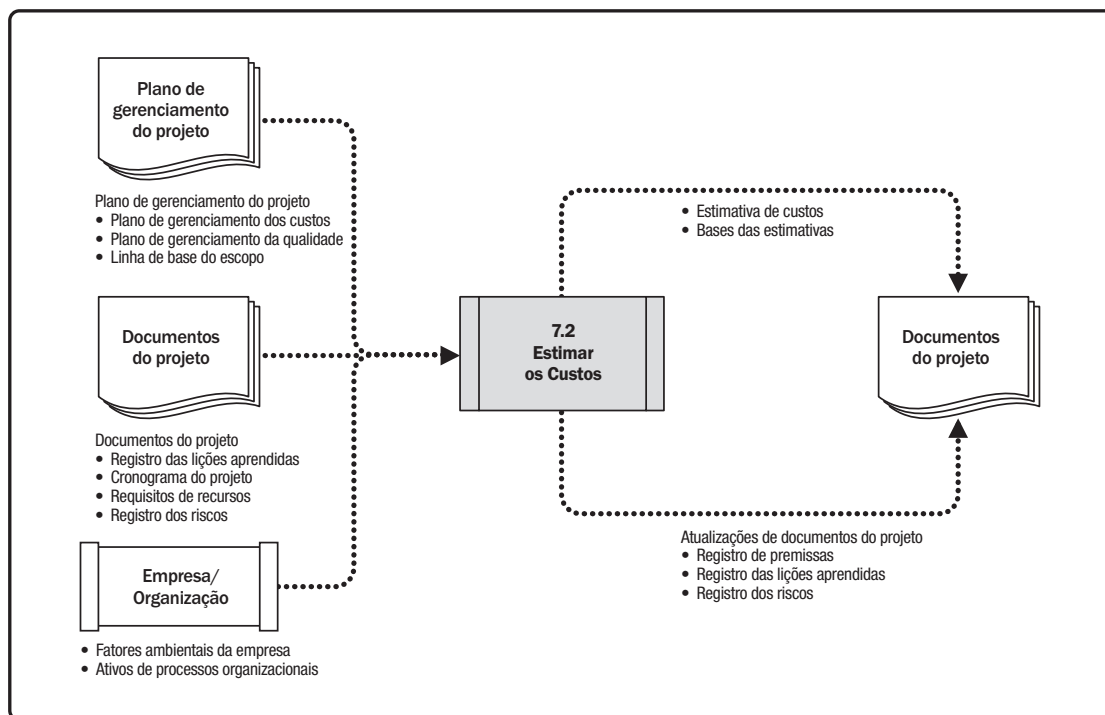 Plano de
gerenciamento
do projeto
Plano de gerenciamento do projeto
• Plano de gerenciamento dos custos
• Plano de gerenciamento da qualidade
• Linha de base do escopo
Documentos
do projeto
Documentos do projeto
• Registro das lições aprendidas
• Cronograma do projeto
• Requisitos de recursos
• Registro dos riscos
Empresa/
Organização
• Fatores ambientais da empresa
• Ativos de processos organizacionais
7.2
Estimar
os Custos
• Estimativa de custos
• Bases das estimativas
Documentos
do projeto
Atualizações de documentos do projeto
• Registro de premissas
• Registro das lições aprendidas
• Registro dos riscos